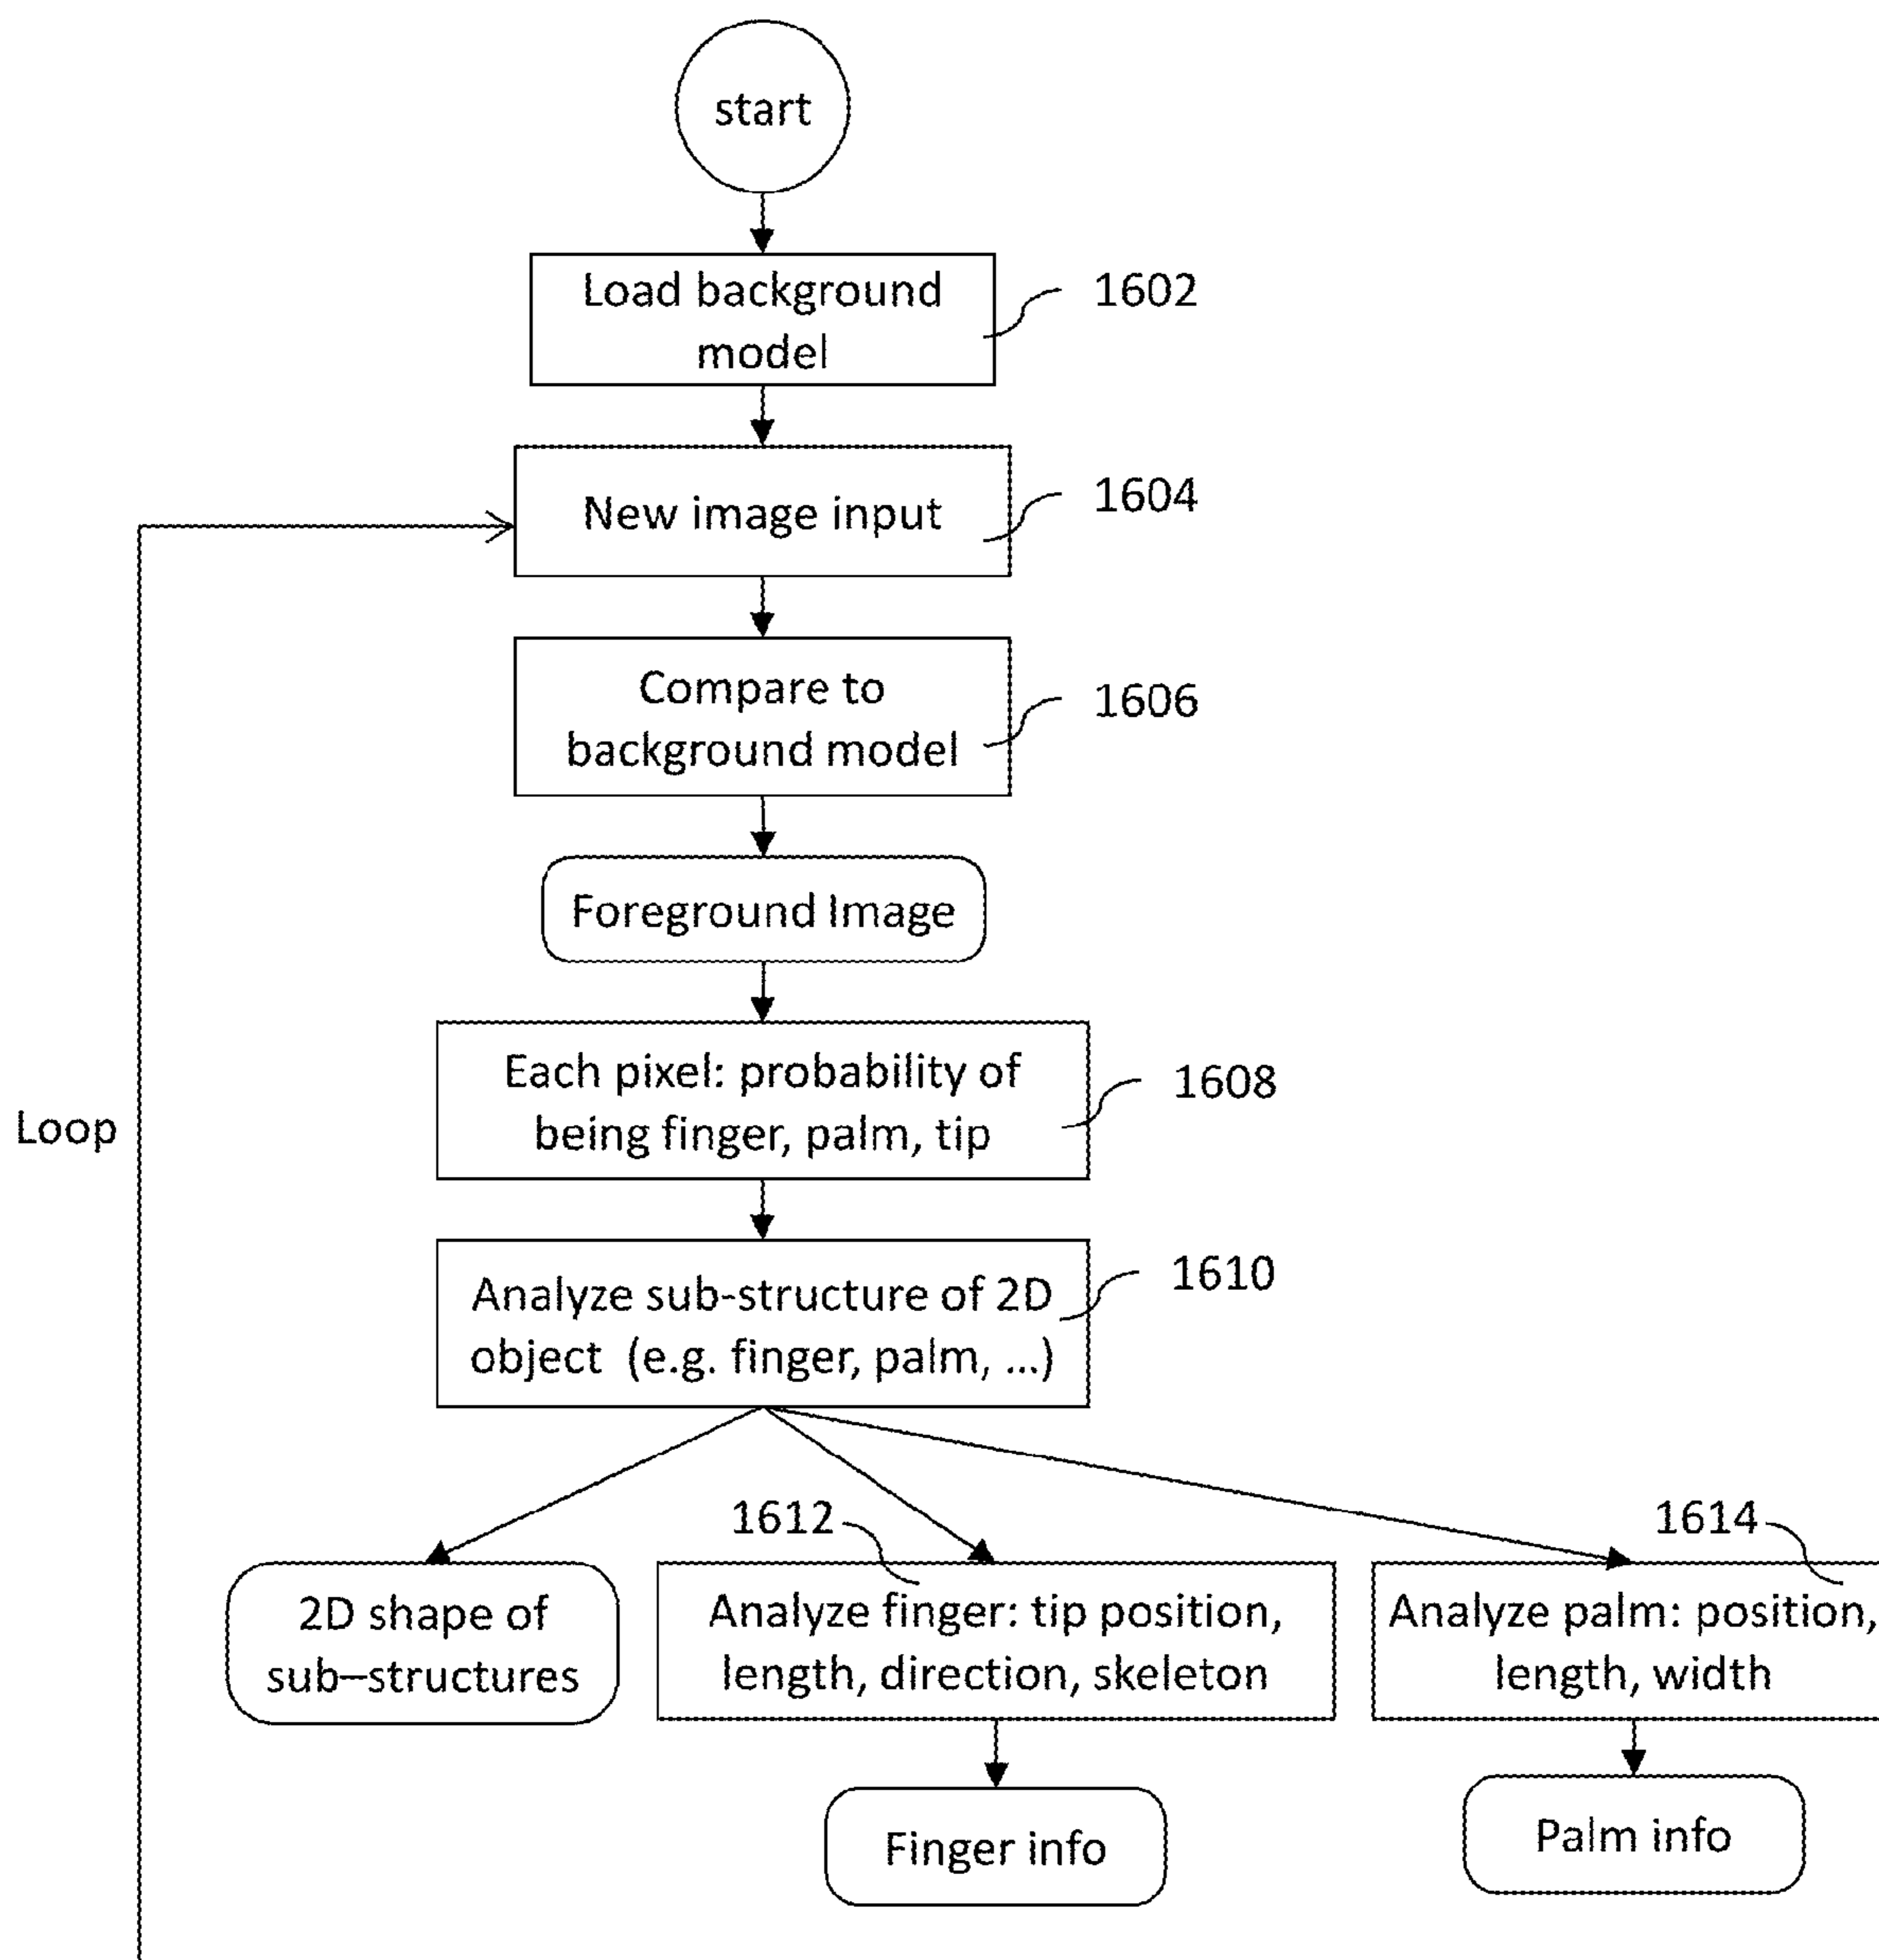 start
Load background
model
1602
New image input
1604
Compare to
background model
1606
Foreground Image
Each pixel: probability of
being finger, palm, tip
1608
Loop
Analyze sub-structure of 2D
object (e.g. finger, palm, ...)
1610
1612
1614
2D shape of
sub–structures
Analyze finger: tip position,
length, direction, skeleton
Analyze palm: position,
length, width
Finger info
Palm info